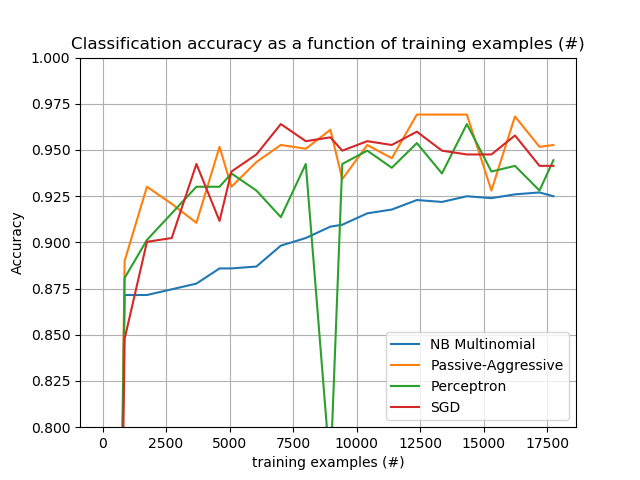 Classification accuracy as a function of training examples (#)
1.000
0.975
0.950
0.925
0.900
0.875
0.850
0.825
0.800
Accuracy
NB Multinomial
Passive-Aggressive
Perceptron
SGD
0 2500 5000 7500 10000 12500 15000 17500
training examples (#)